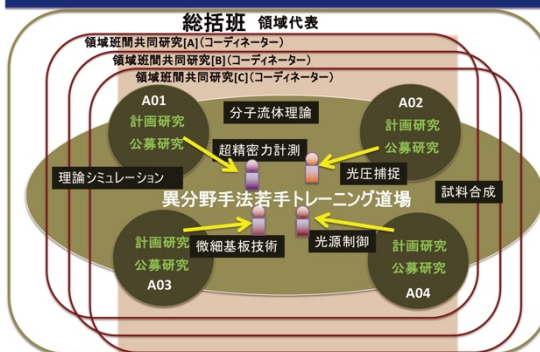 総括班 領域代表
領域班間共同研究[A](コーディネーター)
領域班間共同研究[B](コーディネーター)
領域班間共同研究[C](コーディネーター)
A01
計画研究
公募研究
分子流体理論
A02
計画研究
公募研究
超精密力計測
理論シミュレーション
光圧捕捉
試料合成
異分野手法若手トレーニング道場
微細基板技術
光源制御
計画研究
公募研究
A03
計画研究
公募研究
A04